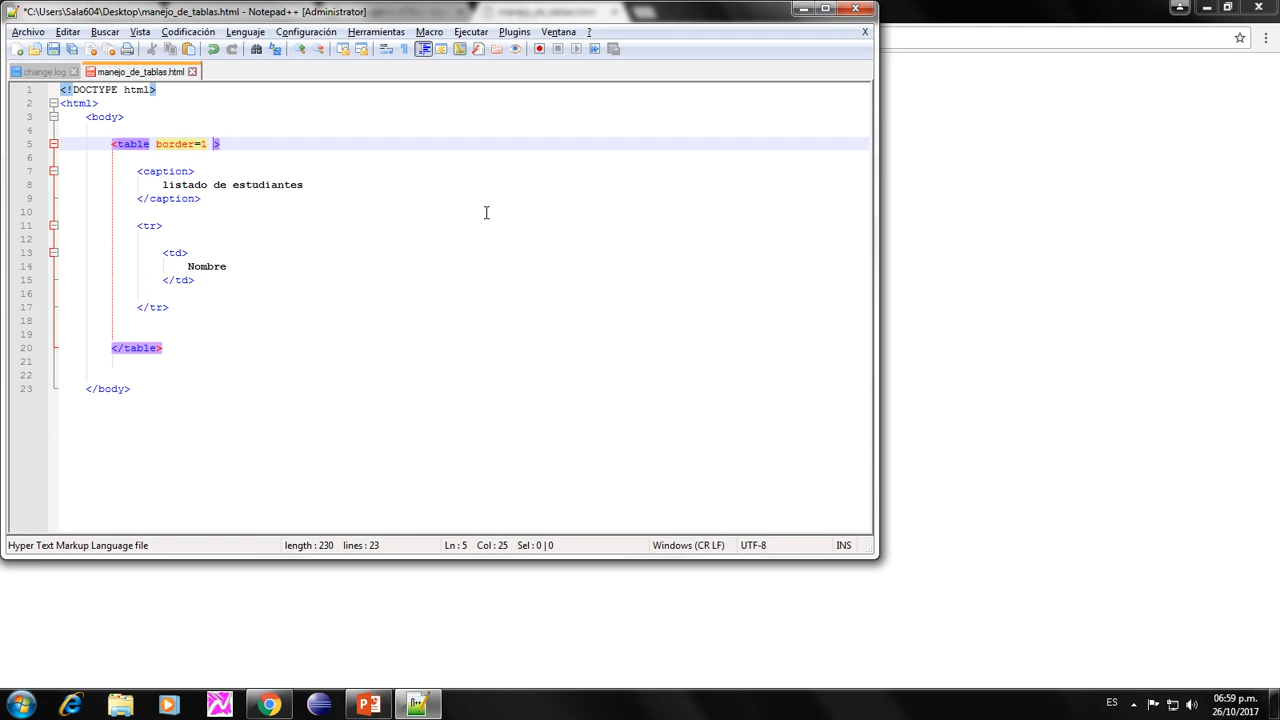 *C:\Users\Sala604\Desktop\manejo_de_tablas.html - Notepad++ [Administrator]
Archivo Editar Buscar Vista Codificación Lenguaje Configuración Herramientas Macro Ejecutar Plugins Ventana ? X
change.log manejo_de_tablas.html
1 <!DOCTYPE html>
2 <html>
3 <body>
4
5 <table border=1 >
6
7 <caption>
8 listado de estudiantes
9 </caption>
10
11 <tr>
12
13 <td>
14 Nombre
15 </td>
16
17 </tr>
18
19
20 </table>
21
22
23 </body>
Hyper Text Markup Language file length : 230 lines : 23 Ln : 5 Col : 25 Sel : 0 | 0 Windows (CR LF) UTF-8 INS
ES 06:59 p.m.
26/10/2017